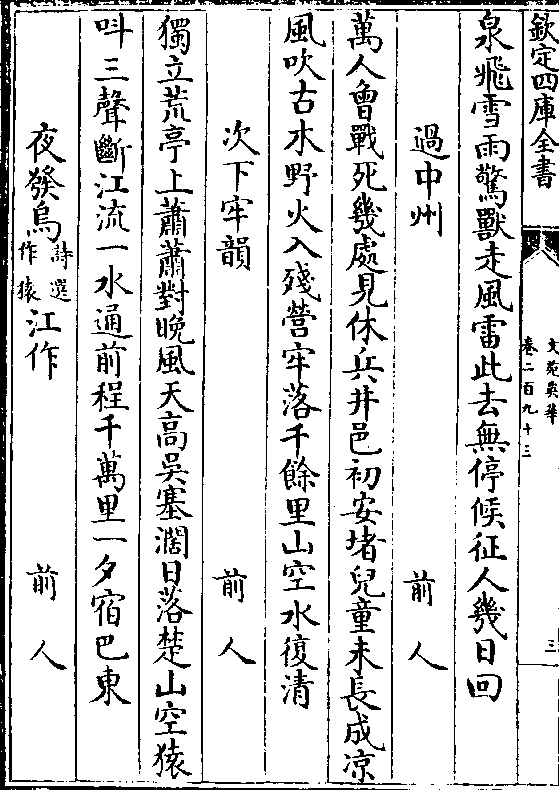 欽定四庫全書
文苑英華
卷二百九十三
三
泉飛雪雨驚獸走風雷此去無停候征人幾日回
過中州 前人
萬人曾戰死幾處見休兵井邑初安堵兒童未長成凉
風吹古木野火入殘營牢落千餘里山空水復清
次下牢韻 前人
獨立荒亭上蕭蕭對晚風天高吳塞濶日落楚山空猿
呌三聲斷江流一水通前程千萬里一夕宿巴東
夜發烏詩選作猿江作 前人